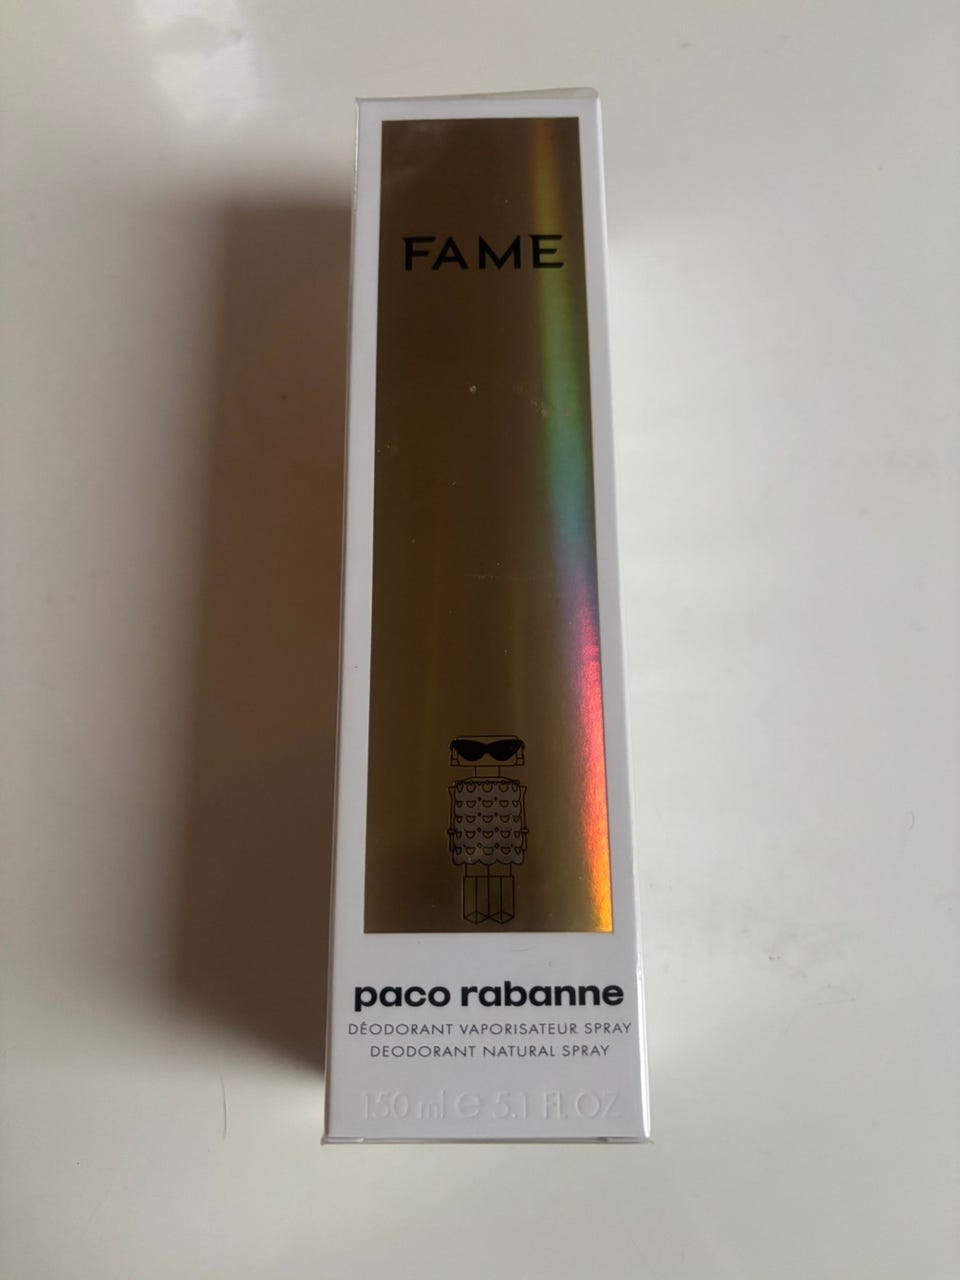 FAME
paco rabanne
DÉODORANT VAPORISATEUR SPRAY
DEODORANT NATURAL SPRAY
150 ml e 5.1 Fl. OZ